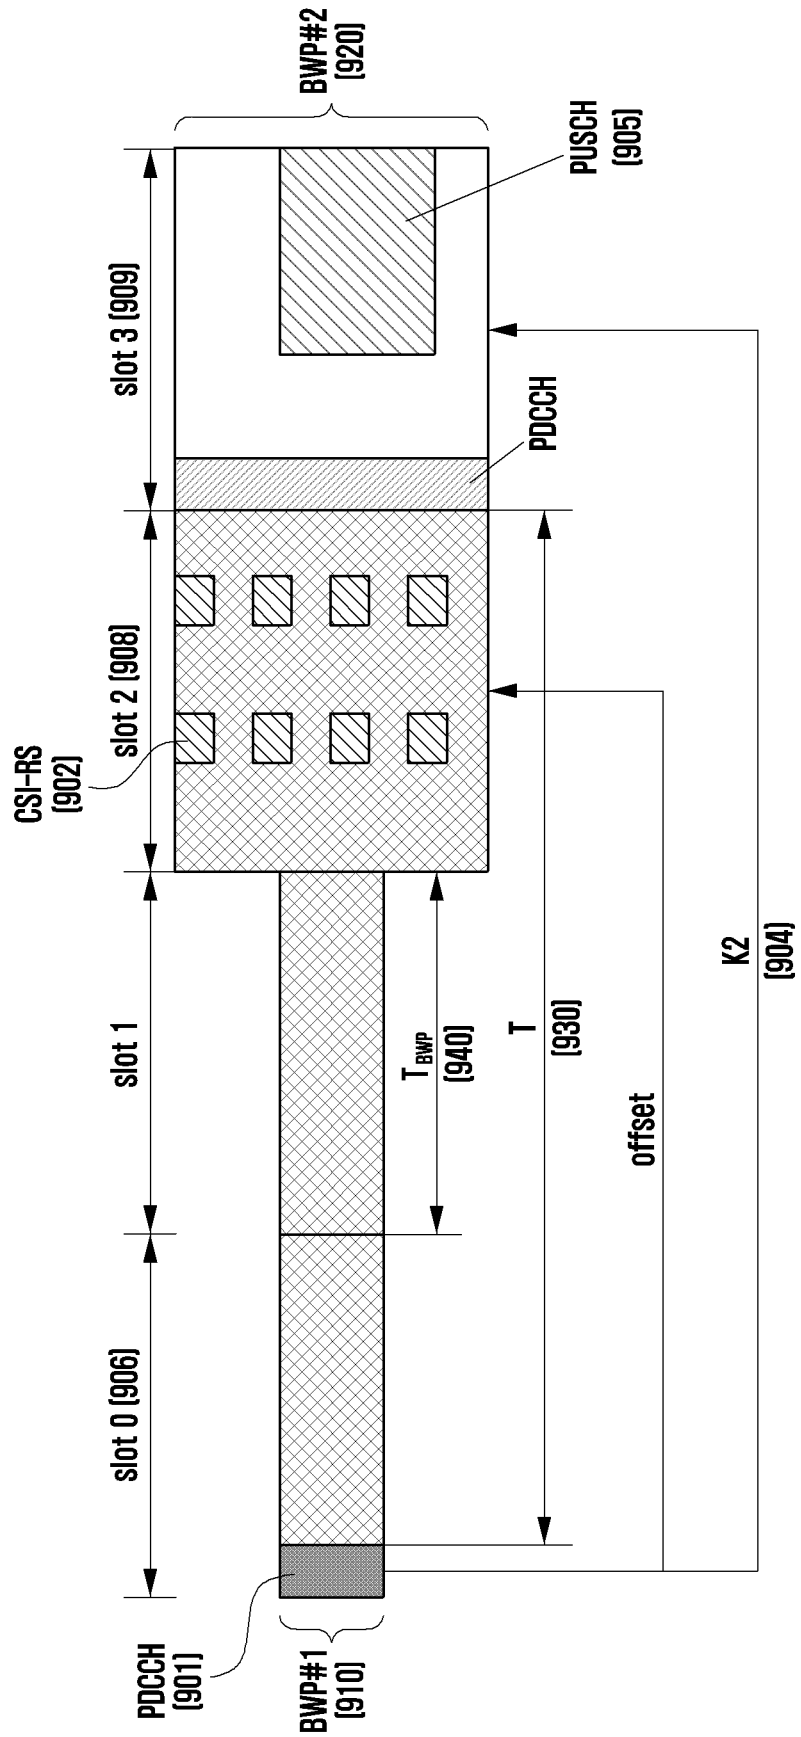 PDCCH
(901)
BWP#1
(910)
slot 0 (906)
slot 1
slot 2 (908)
slot 3 (909)
CSI-RS
(902)
BWP#2
(920)
PUSCH
(905)
PDCCH
TBWP
(940)
T
(930)
offset
K2
(904)